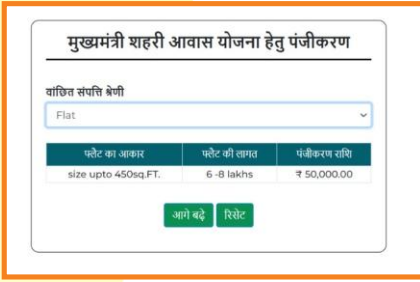 मुख्यमंत्री शहरी आवास योजना हेतु पंजीकरण
वांछित संपत्ति श्रेणी
Flat
फ्लैट का आकार फ्लैट की लागत पंजीकरण राशि
size upto 450sq.FT. 6 -8 lakhs ₹ 50,000.00
आगे बढ़े रिसेट